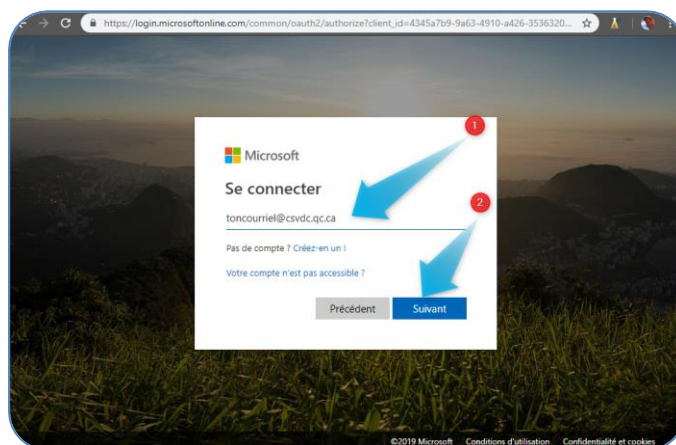 https://login.microsoftonline.com/common/oauth2/authorize?client_id=4345a7b9-9a63-4910-a426-3536320...
1
Microsoft
Se connecter
2
toncourriel@csvdc.qc.ca
Pas de compte ? Créez-en un !
Votre compte n'est pas accessible ?
Précédent Suivant
©2019 Microsoft Conditions d'utilisation Confidentialité et cookies